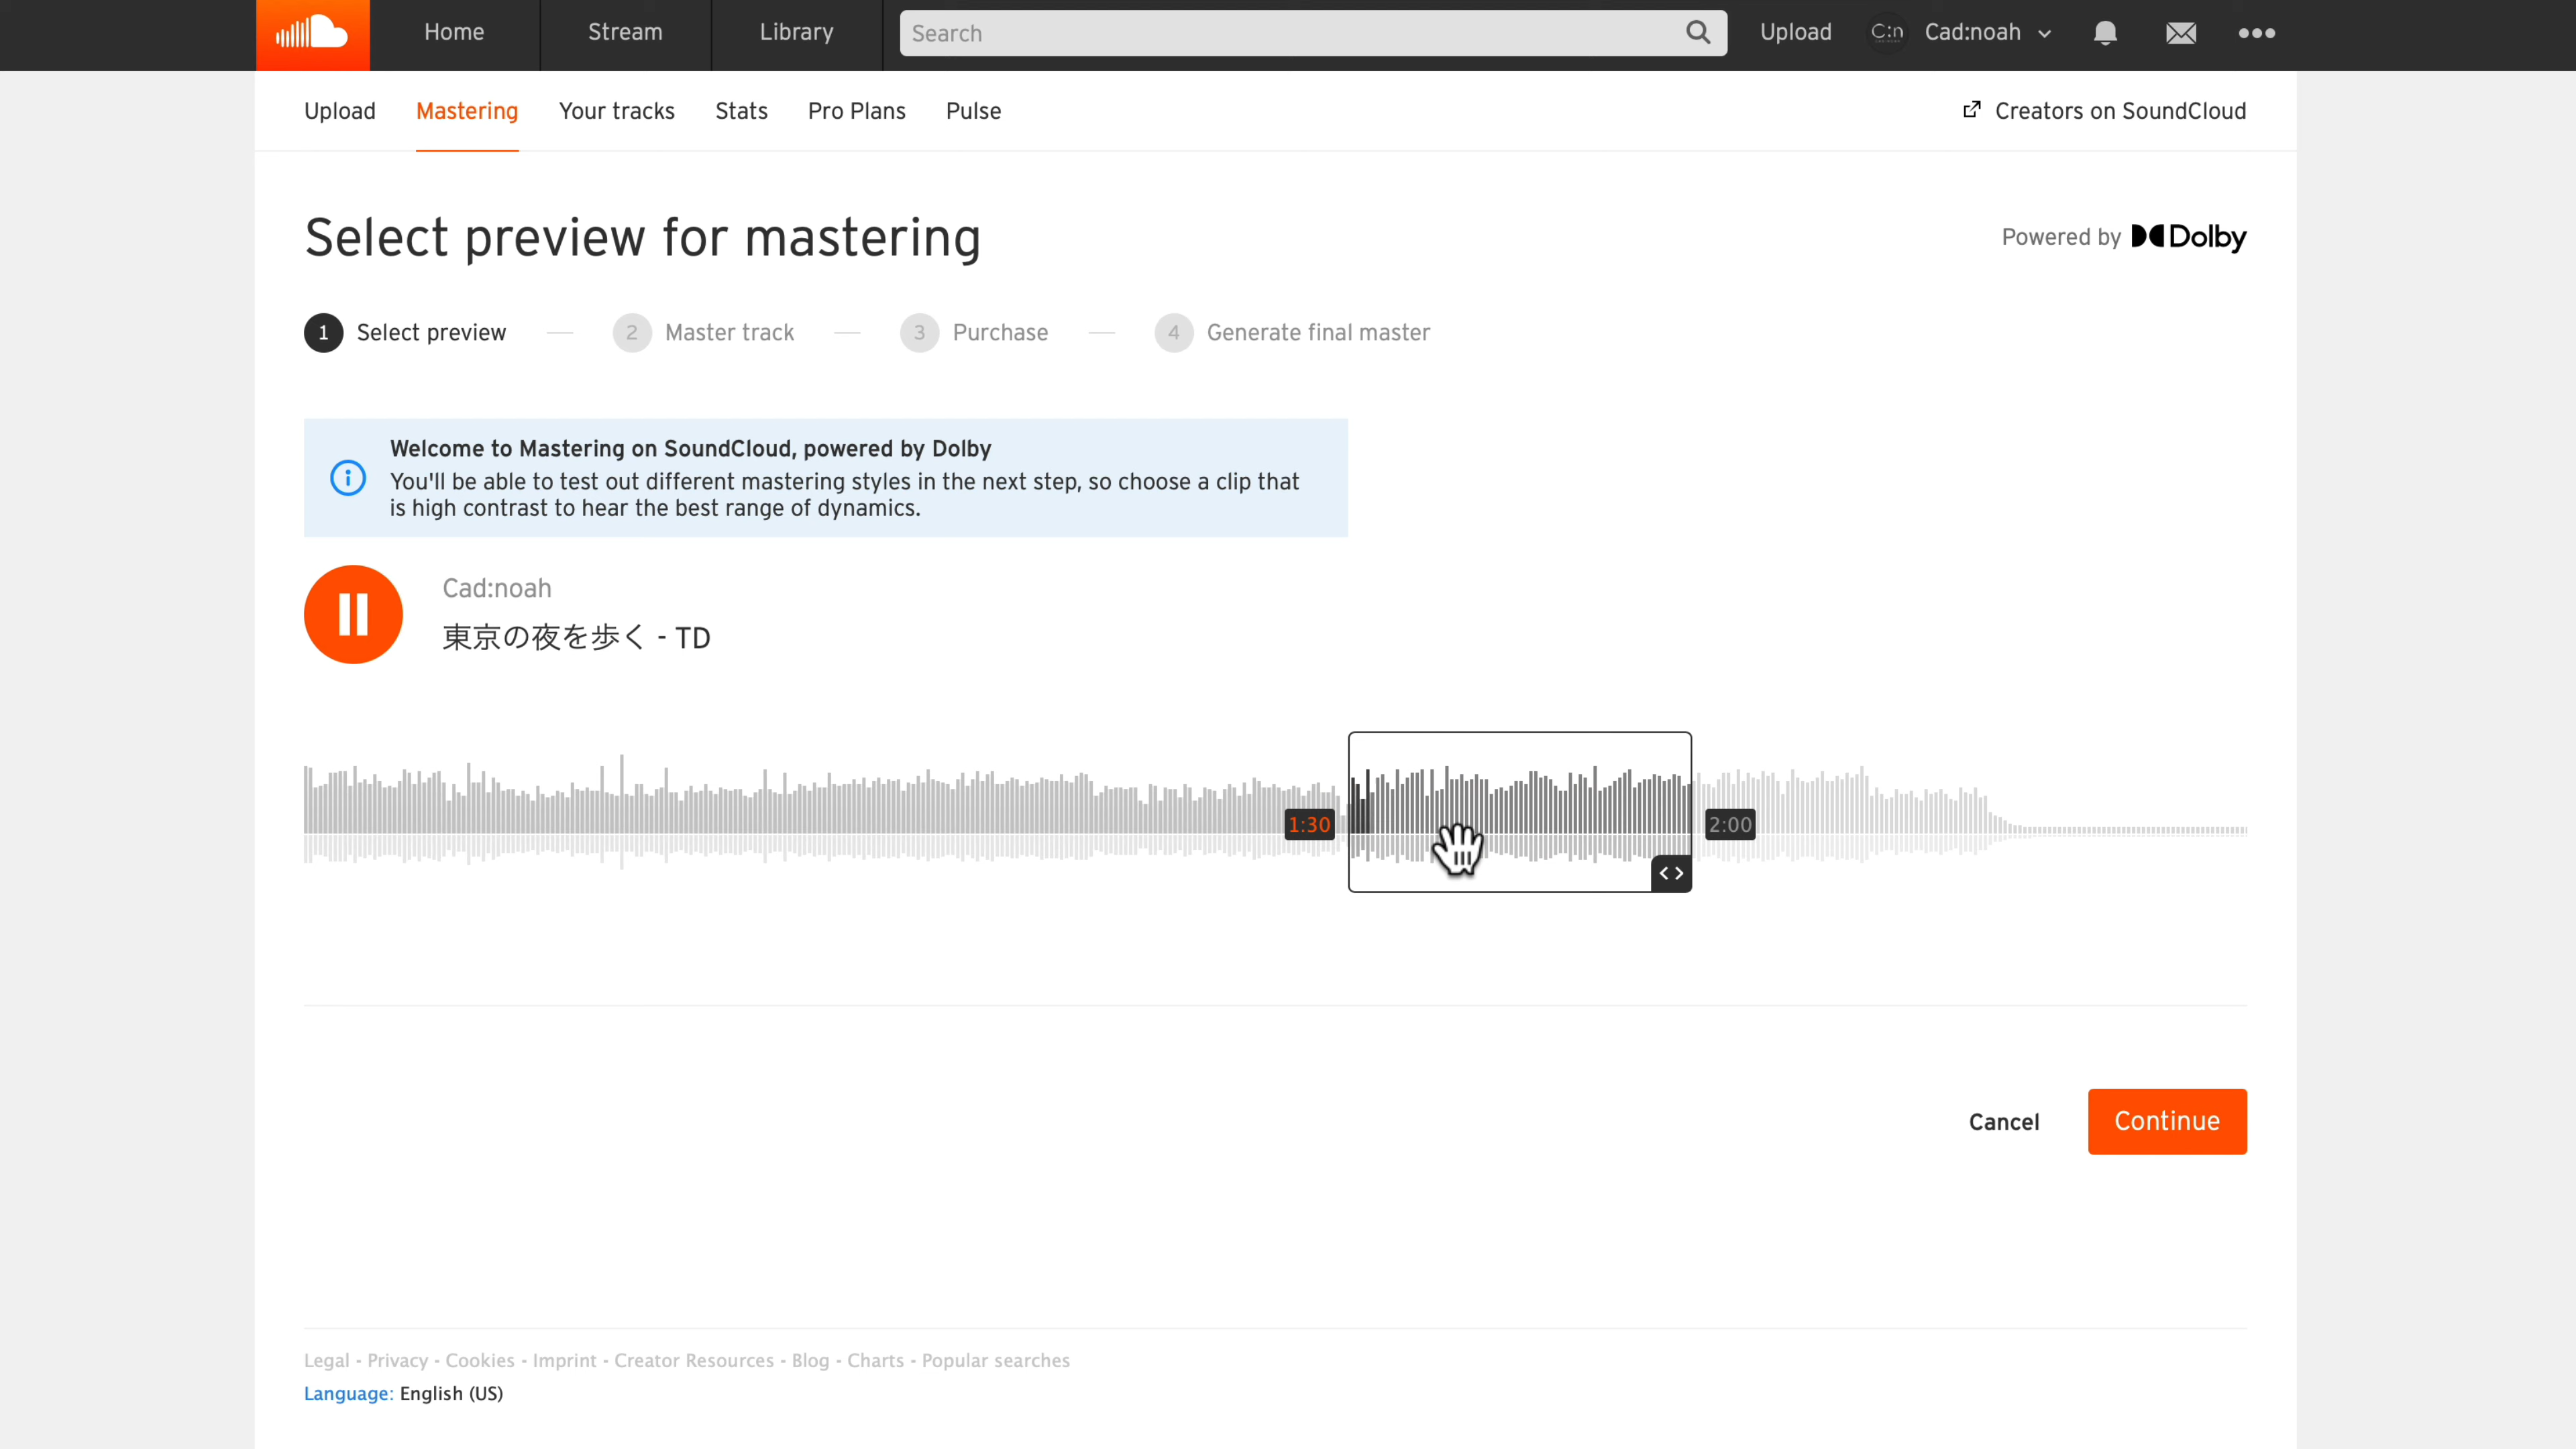 Home
Stream
Library
Search
Upload
C:n
Cad:noah
Upload
Mastering
Your tracks
Stats
Pro Plans
Pulse
Creators on SoundCloud
Select preview for mastering
Powered by Dolby
1 Select preview
2 Master track
3 Purchase
4 Generate final master
Welcome to Mastering on SoundCloud, powered by Dolby
You'll be able to test out different mastering styles in the next step, so choose a clip that
is high contrast to hear the best range of dynamics.
Cad:noah
東京の夜を歩く - TD
1:30
2:00
Cancel
Continue
Legal - Privacy - Cookies - Imprint - Creator Resources - Blog - Charts - Popular searches
Language: English (US)